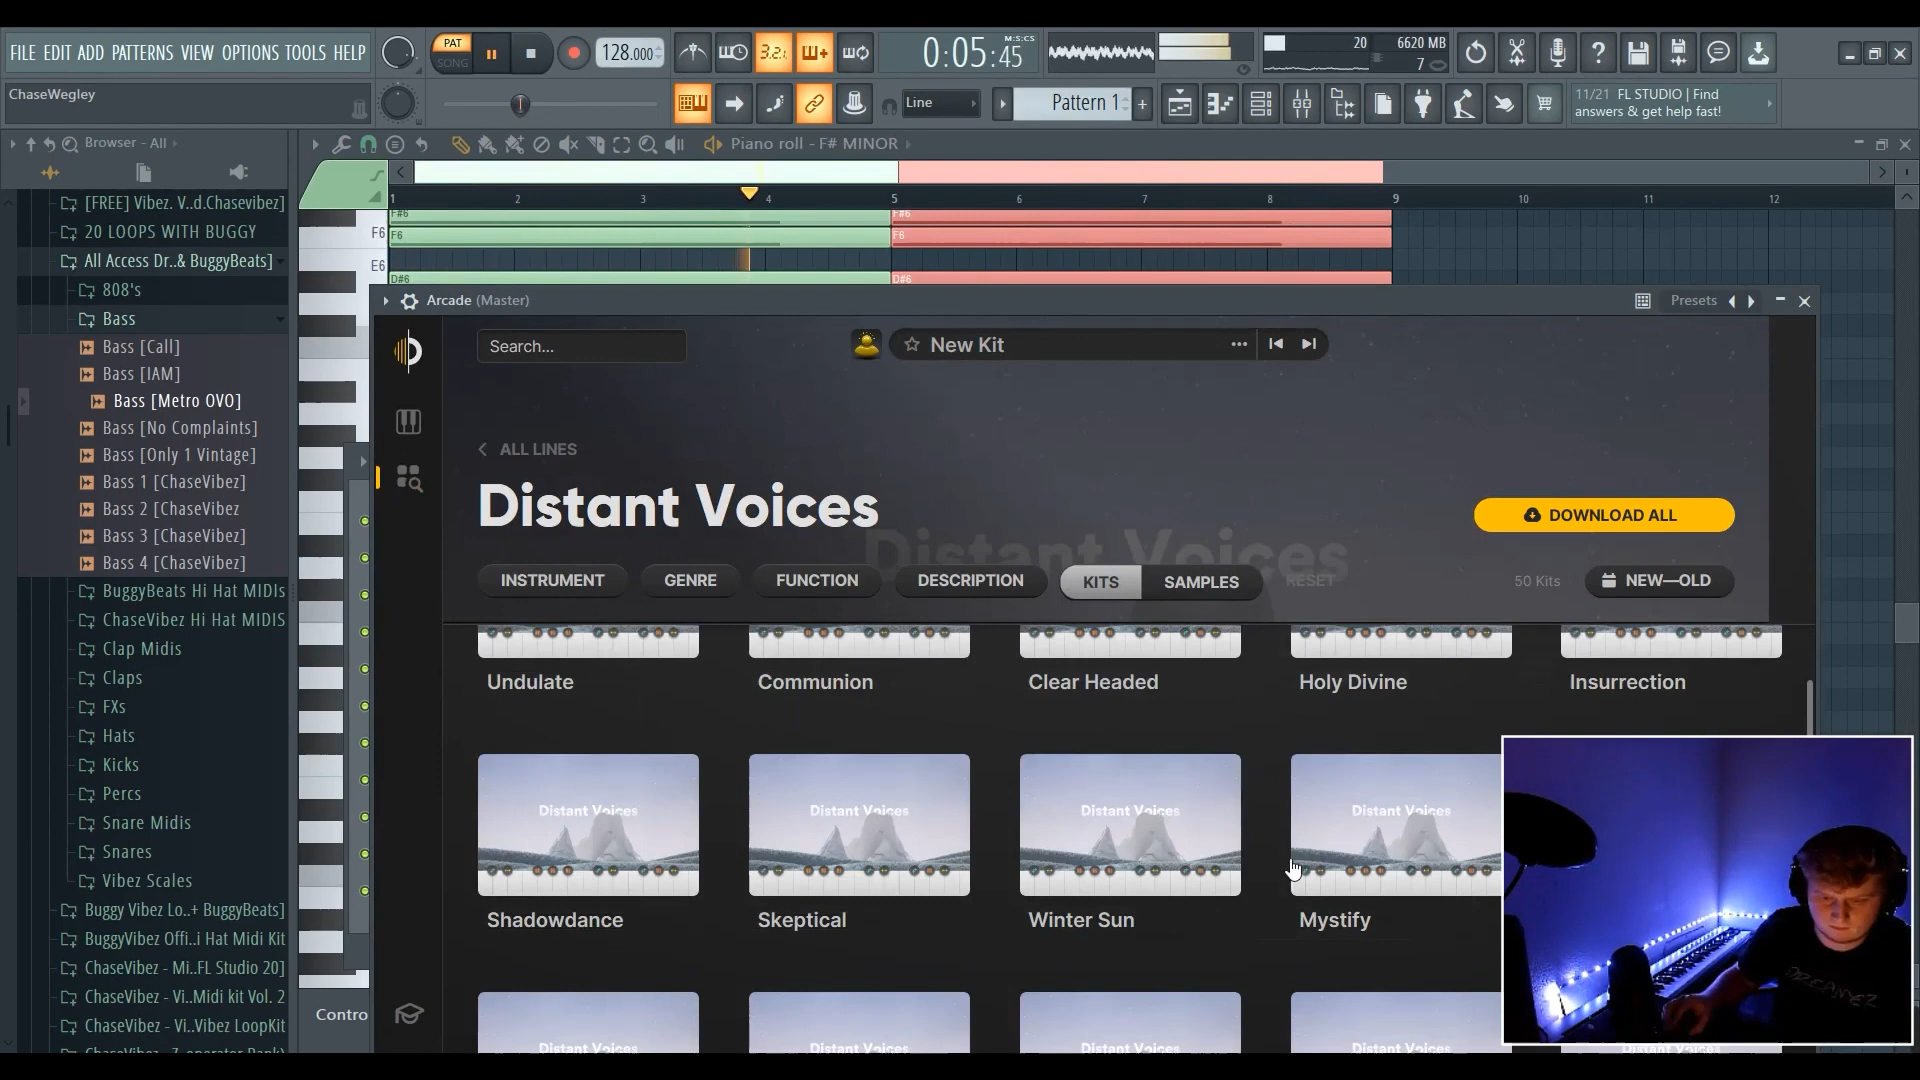 FILE EDIT ADD PATTERNS VIEW OPTIONS TOOLS HELP
PAT
SONG
128.000
3.2.
0:05:45
M:S:CS
20
6620 MB
7
ChaseWegley
Line
Pattern 1
11/21 FL STUDIO | Find
answers & get help fast!
Browser - All
Piano roll - F# MINOR
[FREE] Vibez. V..d.Chasevibez]
20 LOOPS WITH BUGGY
All Access Dr..& BuggyBeats]
808's
Bass
Bass [Call]
Bass [IAM]
Bass [Metro OVO]
Bass [No Complaints]
Bass [Only 1 Vintage]
Bass 1 [ChaseVibez]
Bass 2 [ChaseVibez
Bass 3 [ChaseVibez]
Bass 4 [ChaseVibez]
BuggyBeats Hi Hat MIDIs
ChaseVibez Hi Hat MIDIS
Clap Midis
Claps
FXs
Hats
Kicks
Percs
Snare Midis
Snares
Vibez Scales
Buggy Vibez Lo..+ BuggyBeats]
BuggyVibez Offi..i Hat Midi Kit
ChaseVibez - Mi..FL Studio 20]
ChaseVibez - Vi..Midi kit Vol. 2
ChaseVibez - Vi..Vibez LoopKit
1 2 3 4 5 6 7 8 9 10 11 12
F#6 F#6
F6 F6 F6
E6
D#6 D#6
Arcade (Master)
Presets
Search...
New Kit
ALL LINES
Distant Voices
Distant Voices
DOWNLOAD ALL
INSTRUMENT GENRE FUNCTION DESCRIPTION KITS SAMPLES RESET
50 Kits
NEW—OLD
Undulate
Communion
Clear Headed
Holy Divine
Insurrection
Distant Voices
Distant Voices
Distant Voices
Distant Voices
Shadowdance
Skeptical
Winter Sun
Mystify
Distant Voices
Distant Voices
Distant Voices
Distant Voices
Distant Voices
Contro